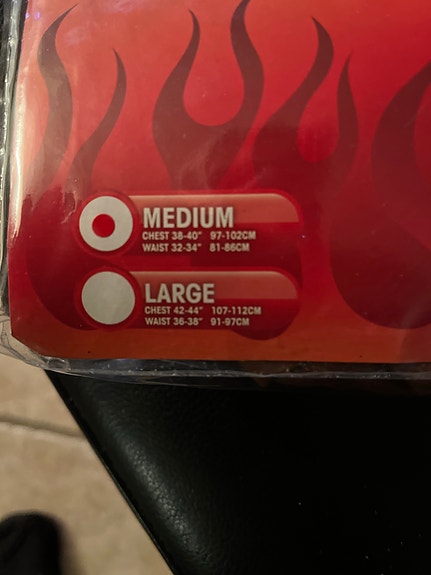 MEDIUM
CHEST 38-40" 97-102CM
WAIST 32-34" 81-86CM
LARGE
CHEST 42-44" 107-112CM
WAIST 36-38" 91-97CM